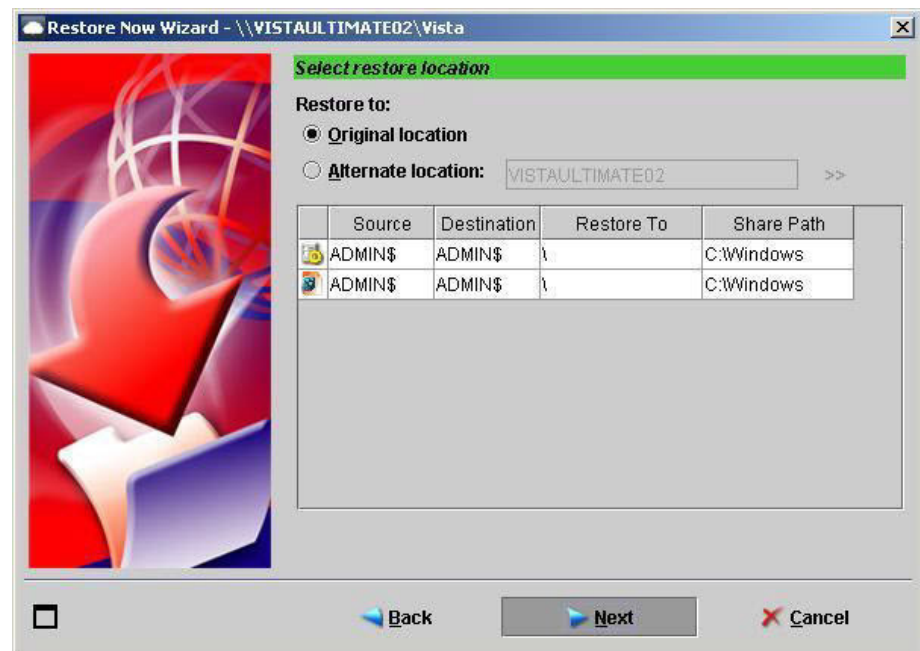 Restore Now Wizard - \\VISTAULTIMATE02\Vista
Select restore location
Restore to:
Original location
Alternate location: VISTAULTIMATE02 >>
Source Destination Restore To Share Path
ADMIN$ ADMIN$ \ C:\Windows
ADMIN$ ADMIN$ \ C:\Windows
Back Next Cancel